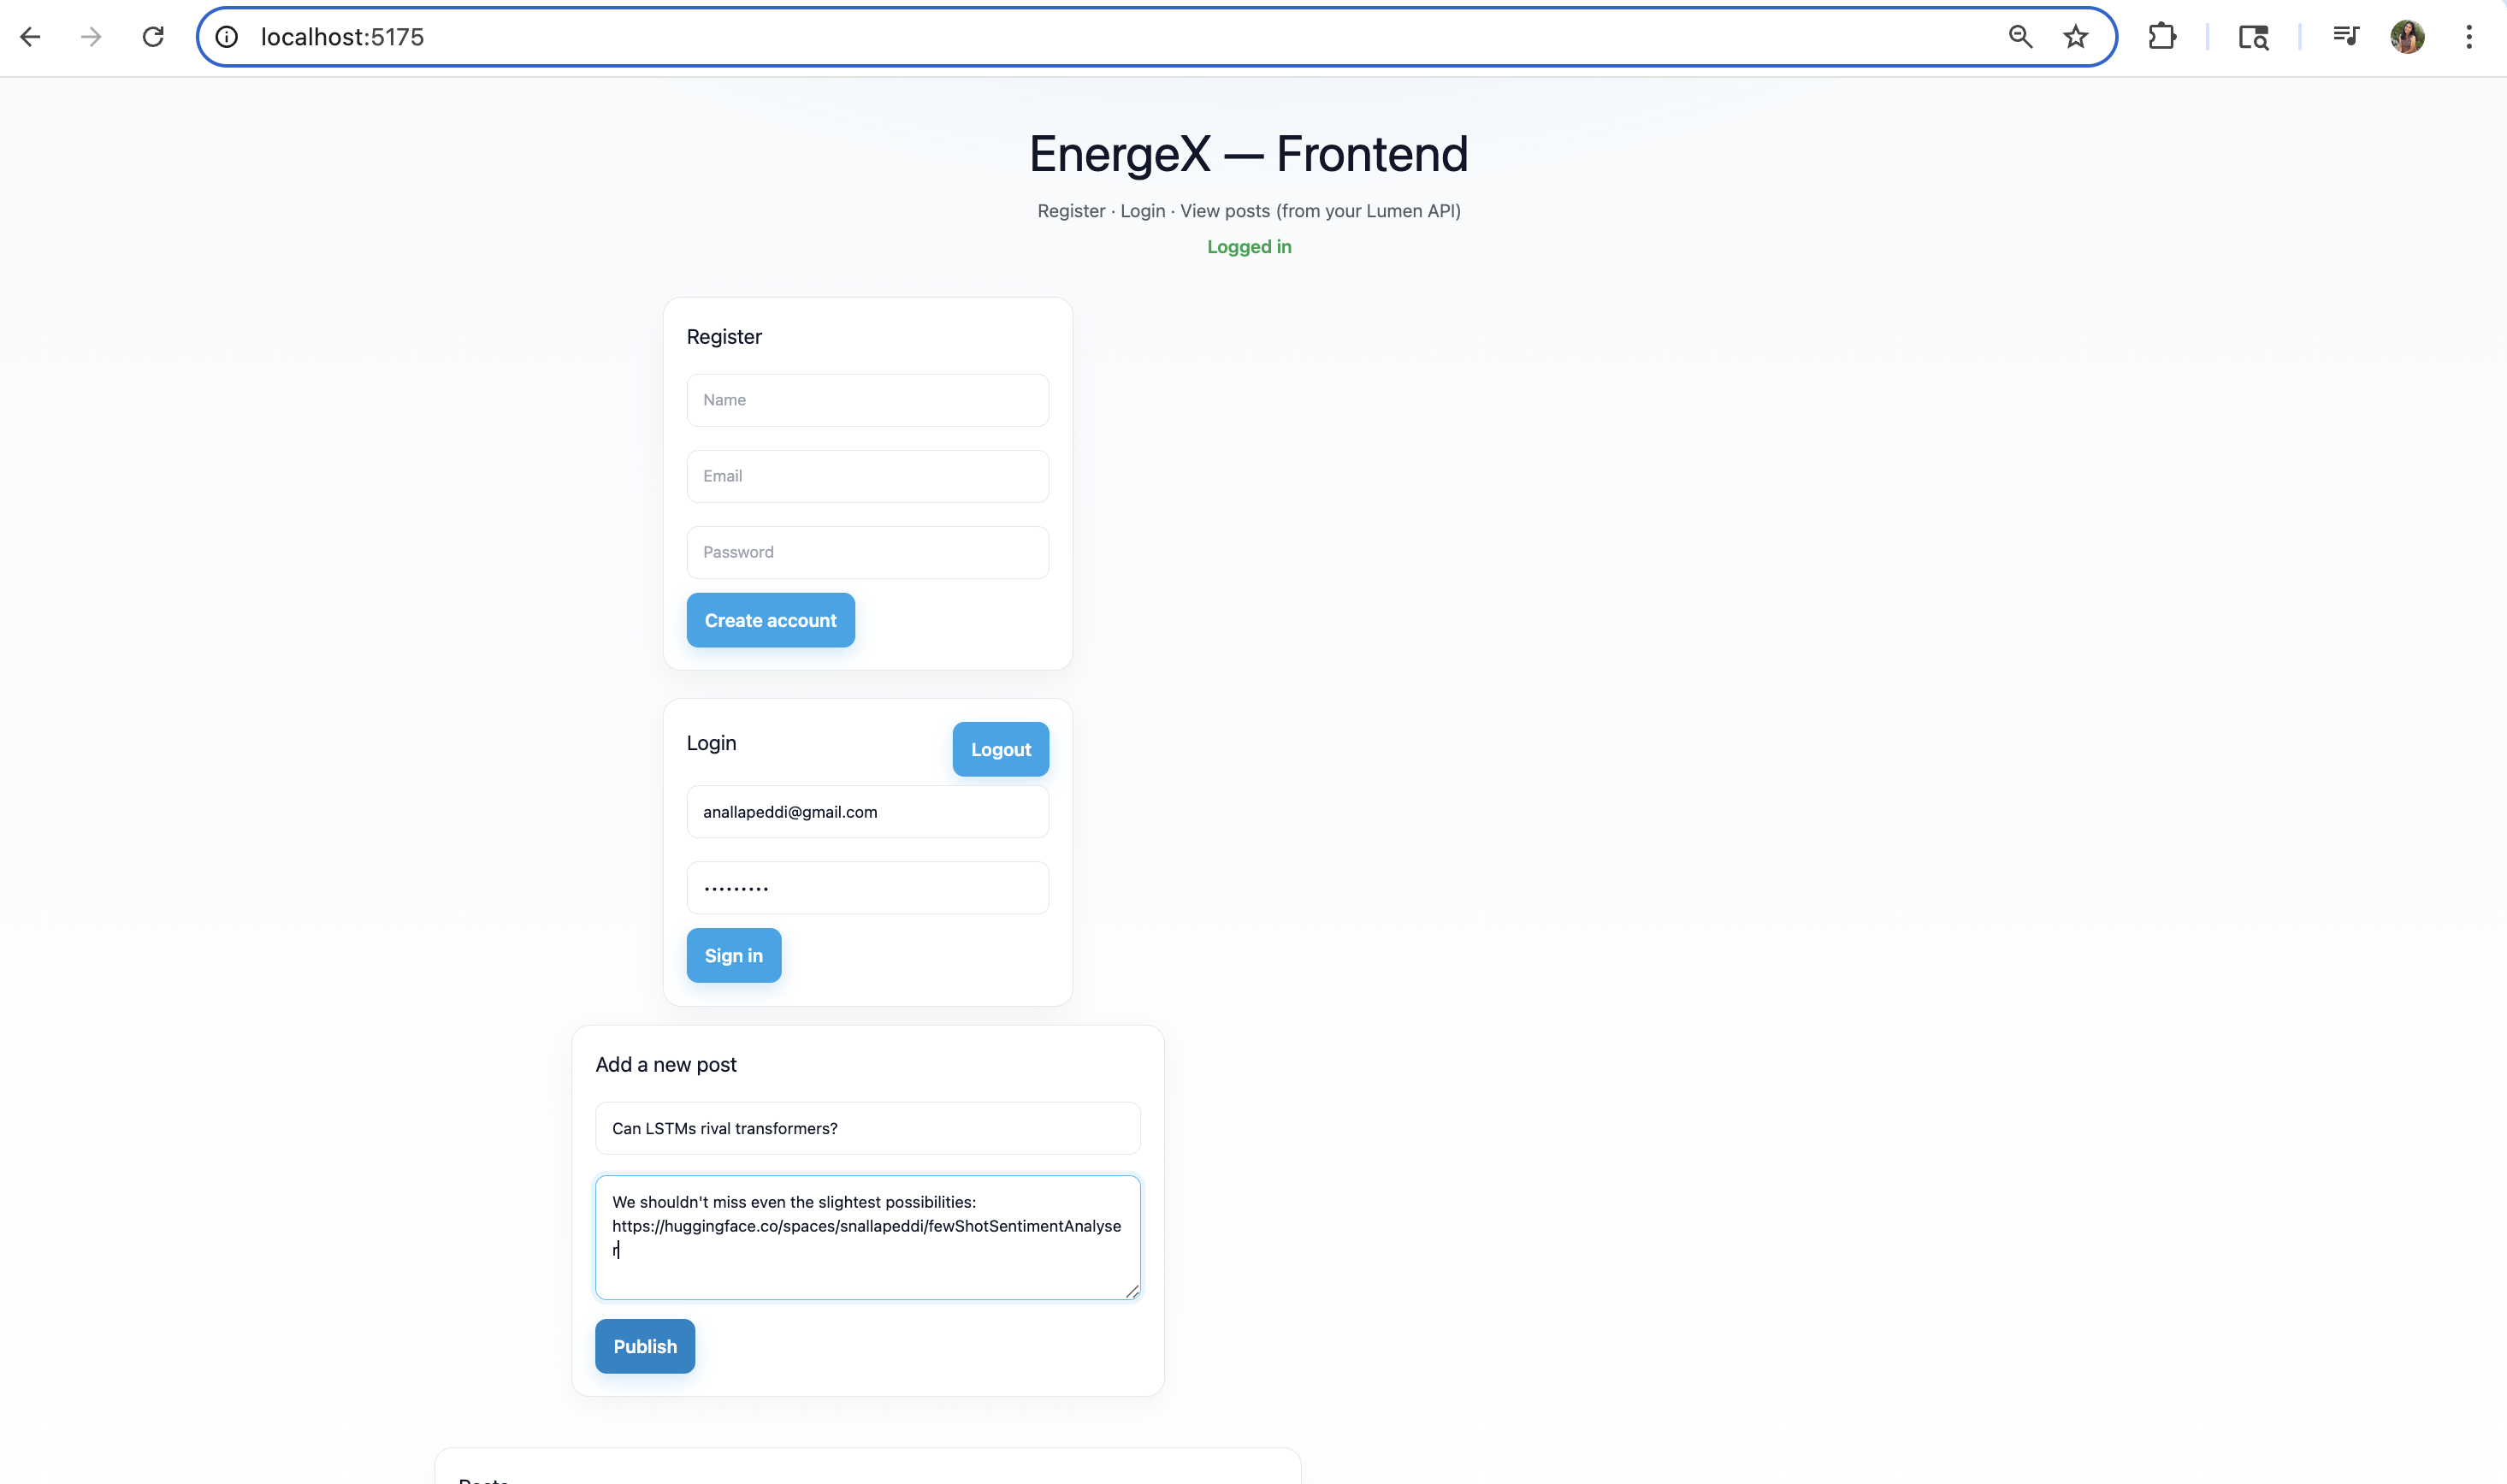 localhost:5175
EnergeX — Frontend
Register · Login · View posts (from your Lumen API)
Logged in
Register
Name
Email
Password
Create account
Login
Logout
anallapeddi@gmail.com
•••••••••
Sign in
Add a new post
Can LSTMs rival transformers?
We shouldn't miss even the slightest possibilities:
https://huggingface.co/spaces/snallapeddi/fewShotSentimentAnalyse
r
Publish
Posts